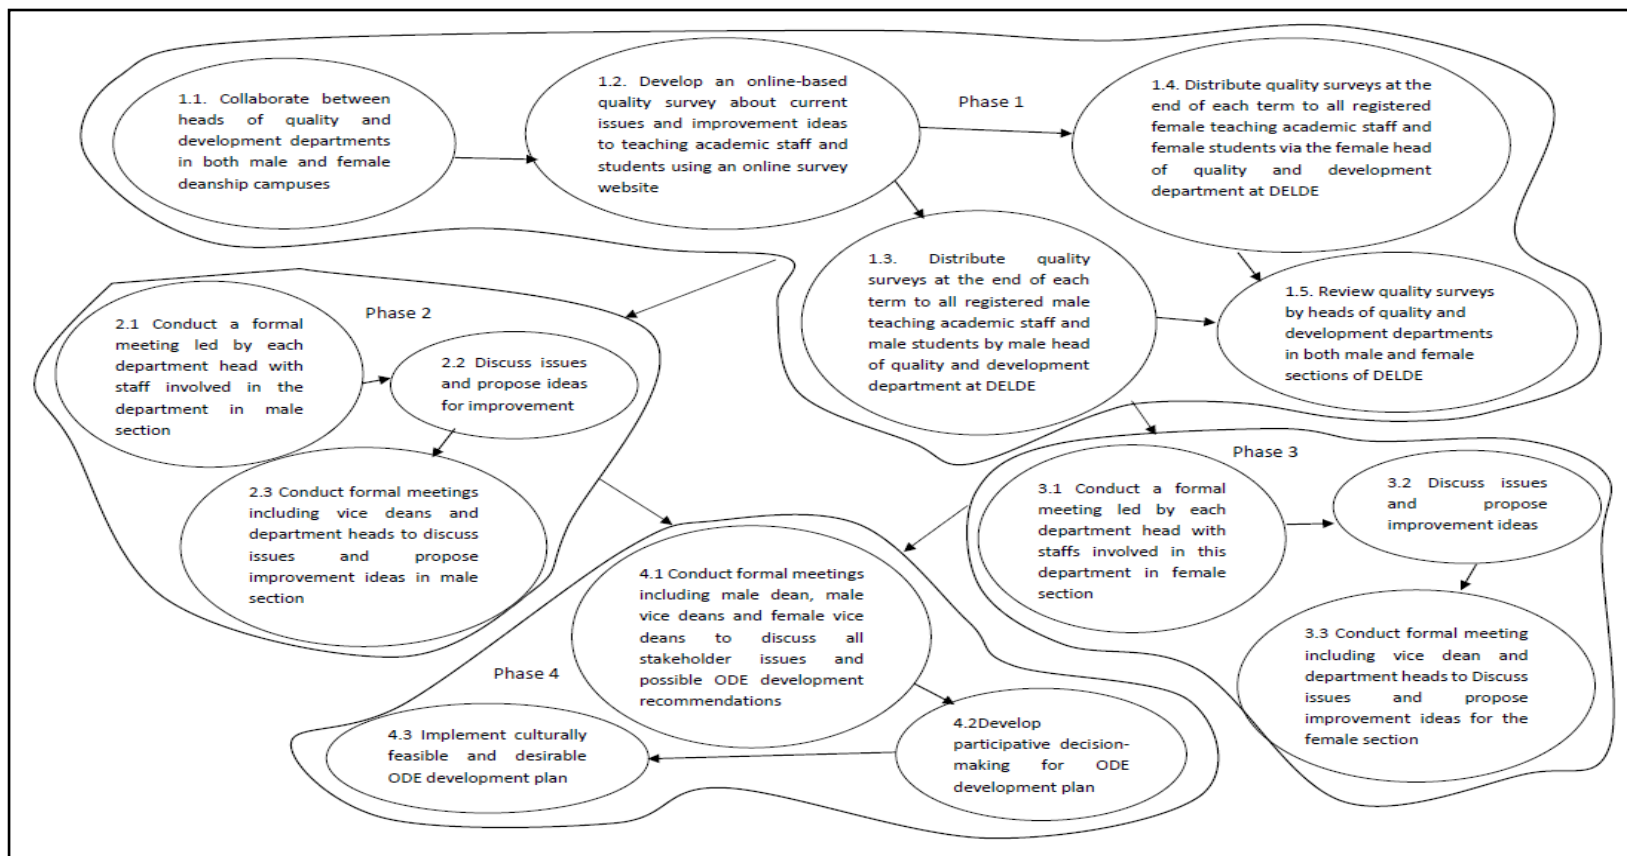 1.1. Collaborate between
heads of quality and
development departments
in both male and female
deanship campuses
1.2. Develop an online-based
quality survey about current
issues and improvement ideas
to teaching academic staff and
students using an online survey
website
Phase 1
1.4. Distribute quality surveys at the
end of each term to all registered
female teaching academic staff and
female students via the female head
of quality and development
department at DELDE
1.3. Distribute quality
surveys at the end of each
term to all registered male
teaching academic staff and
male students by male head
of quality and development
department at DELDE
1.5. Review quality surveys
by heads of quality and
development departments
in both male and female
sections of DELDE
Phase 2
2.1 Conduct a formal
meeting led by each
department head with
staff involved in the
department in male
section
2.2 Discuss issues
and propose ideas
for improvement
2.3 Conduct formal meetings
including vice deans and
department heads to discuss
issues and propose
improvement ideas in male
section
Phase 3
3.1 Conduct a formal
meeting led by each
department head with
staffs involved in this
department in female
section
3.2 Discuss issues
and propose
improvement ideas
3.3 Conduct formal meeting
including vice dean and
department heads to Discuss
issues and propose
improvement ideas for the
female section
Phase 4
4.1 Conduct formal meetings
including male dean, male
vice deans and female vice
deans to discuss all
stakeholder issues and
possible ODE development
recommendations
4.2Develop
participative decision-
making for ODE
development plan
4.3 Implement culturally
feasible and desirable
ODE development plan